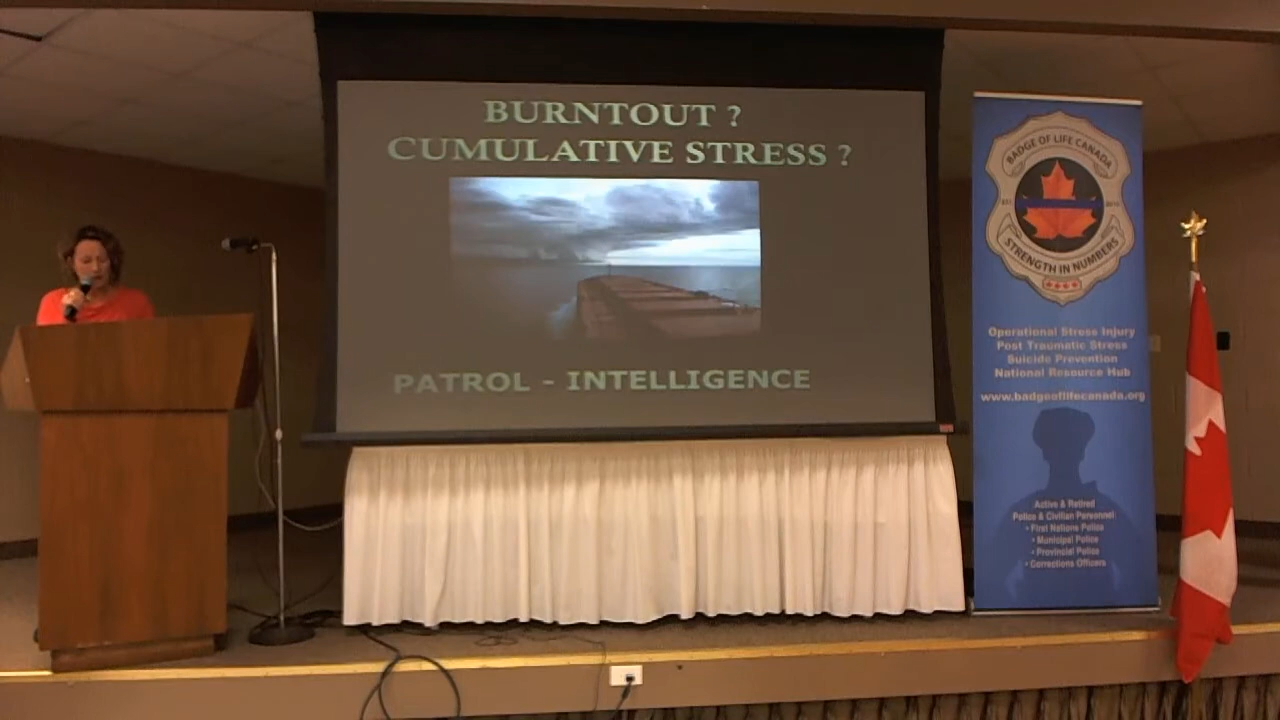 BURNTOUT ?
CUMULATIVE STRESS ?
PATROL - INTELLIGENCE
BADGE OF LIFE CANADA
STRENGTH IN NUMBERS
Operational Stress Injury
Post Traumatic Stress
Suicide Prevention
National Resource Hub
www.badgeoflifecanada.org
Active & Retired
Police & Civilian Personnel:
• First Nations Police
• Municipal Police
• Provincial Police
• Corrections Officers